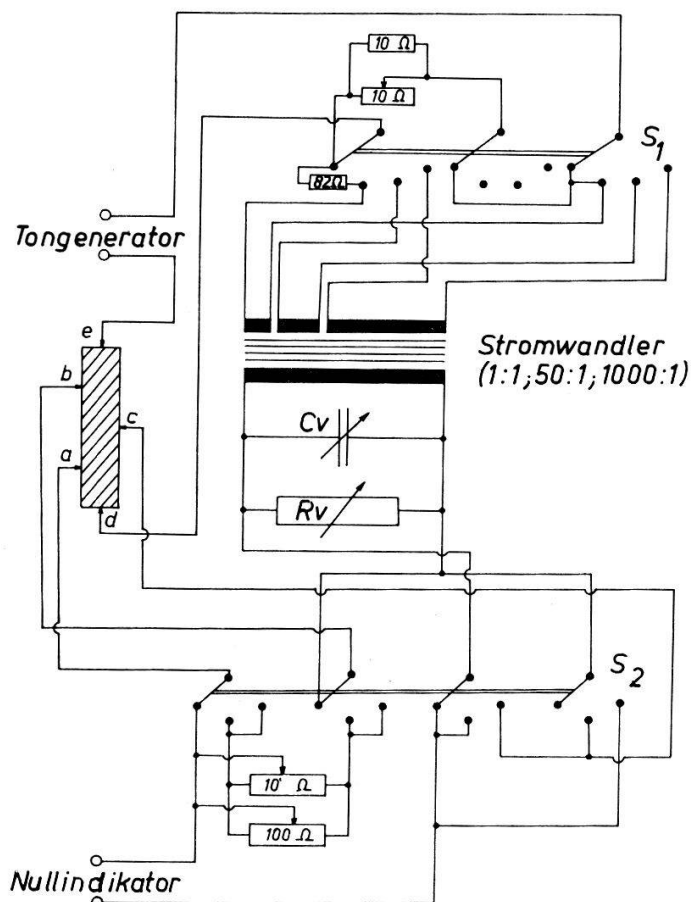 10 Ω
10 Ω
S1
82Ω
Tongenerator
e
b
c
a
d
Stromwandler
(1:1;50:1;1000:1)
Cv
Rv
S2
10 Ω
100 Ω
Nullindikator